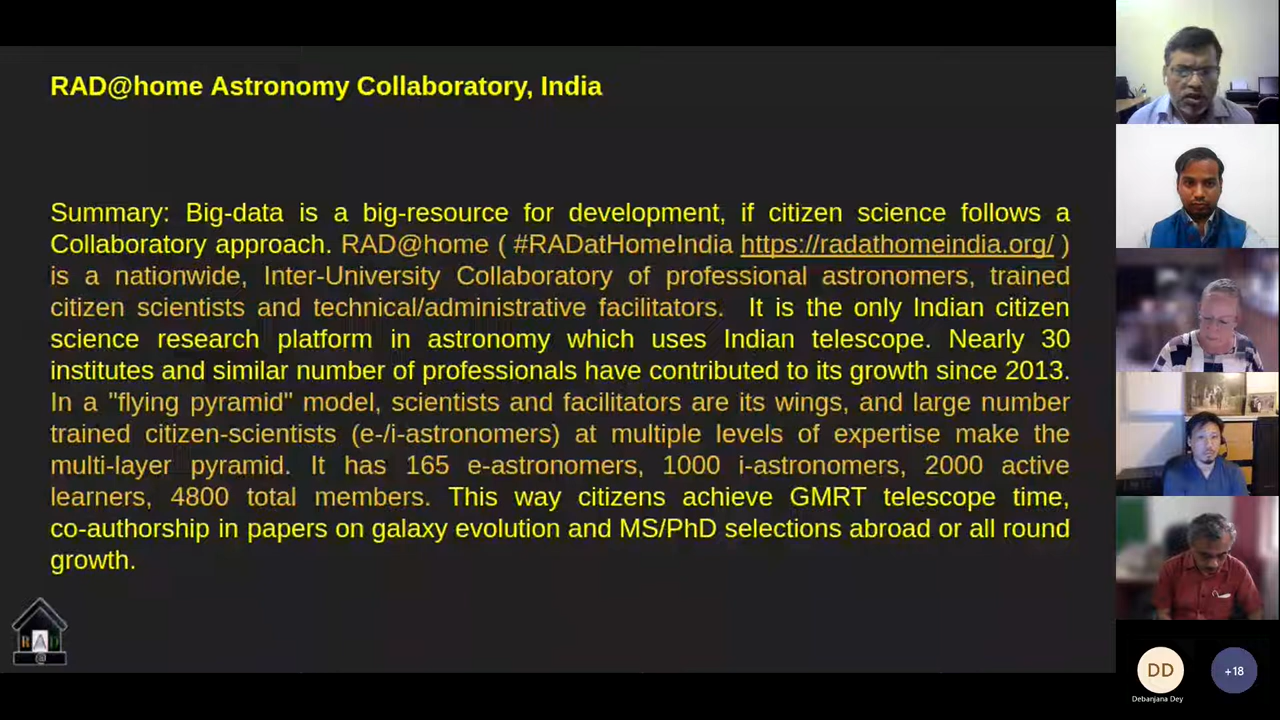 RAD@home Astronomy Collaboratory, India
Summary: Big-data is a big-resource for development, if citizen science follows a
Collaboratory approach. RAD@home ( #RADatHomeIndia https://radathomeindia.org/ )
is a nationwide, Inter-University Collaboratory of professional astronomers, trained
citizen scientists and technical/administrative facilitators. It is the only Indian citizen
science research platform in astronomy which uses Indian telescope. Nearly 30
institutes and similar number of professionals have contributed to its growth since 2013.
In a "flying pyramid" model, scientists and facilitators are its wings, and large number
trained citizen-scientists (e-/i-astronomers) at multiple levels of expertise make the
multi-layer pyramid. It has 165 e-astronomers, 1000 i-astronomers, 2000 active
learners, 4800 total members. This way citizens achieve GMRT telescope time,
co-authorship in papers on galaxy evolution and MS/PhD selections abroad or all round
growth.
R A D
@
DD
Debanjana Dey
+18